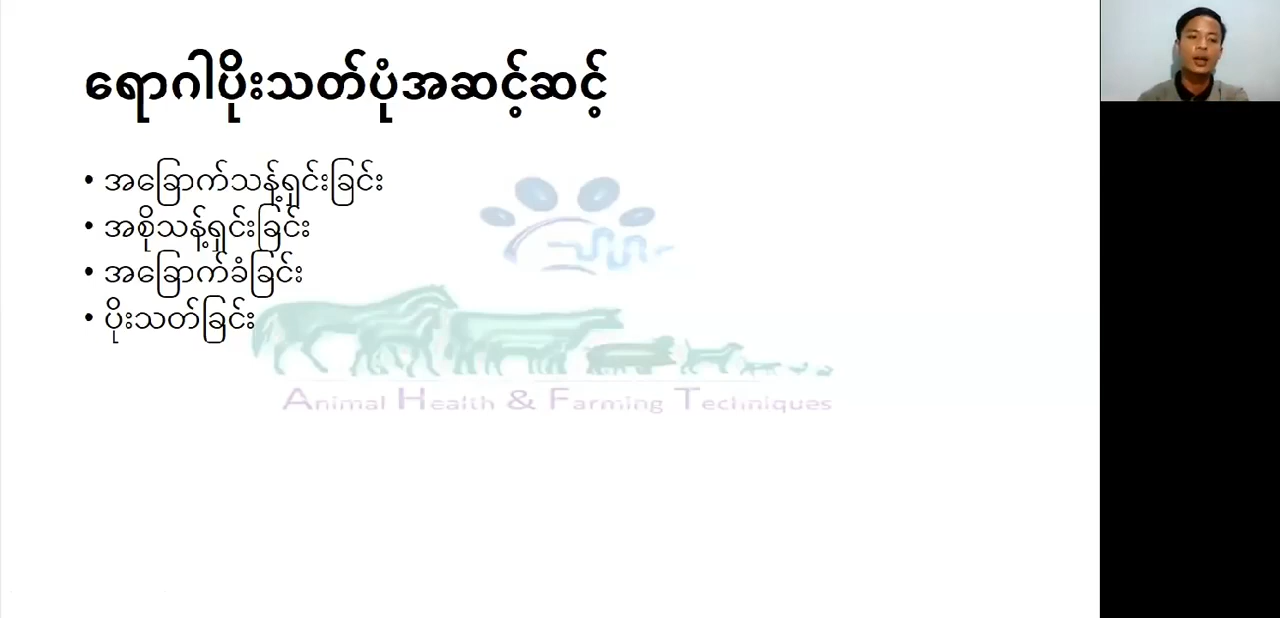 ရောဂါပိုးသတ်ပုံအဆင့်ဆင့်
• အခြောက်သန့်ရှင်းခြင်း
• အစိုသန့်ရှင်းခြင်း
• အခြောက်ခံခြင်း
• ပိုးသတ်ခြင်း
Animal Health & Farming Techniques